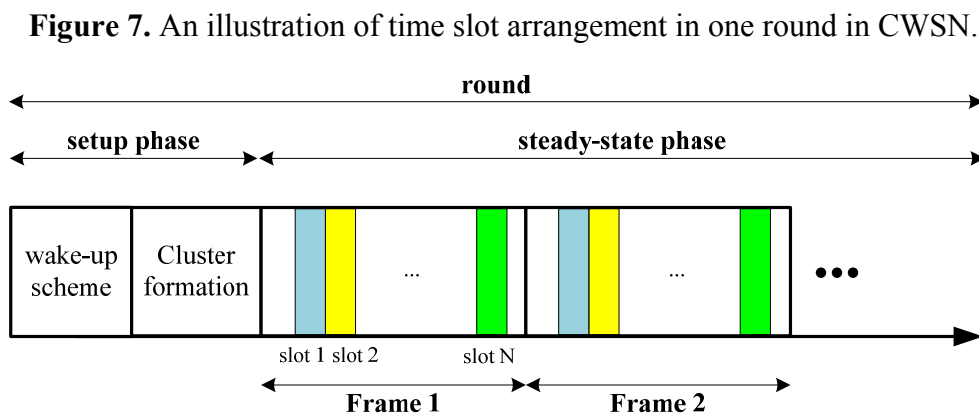 Figure 7. An illustration of time slot arrangement in one round in CWSN.
round
setup phase
steady-state phase
wake-up
scheme
Cluster
formation
...
...
•••
slot 1 slot 2
slot N
Frame 1
Frame 2